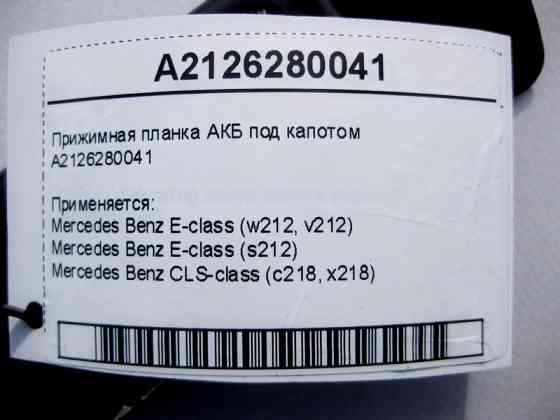 A2126280041
Прижимная планка АКБ под капотом
A2126280041
Применяется:
Mercedes Benz E-class (w212, v212)
Mercedes Benz E-class (s212)
Mercedes Benz CLS-class (c218, x218)